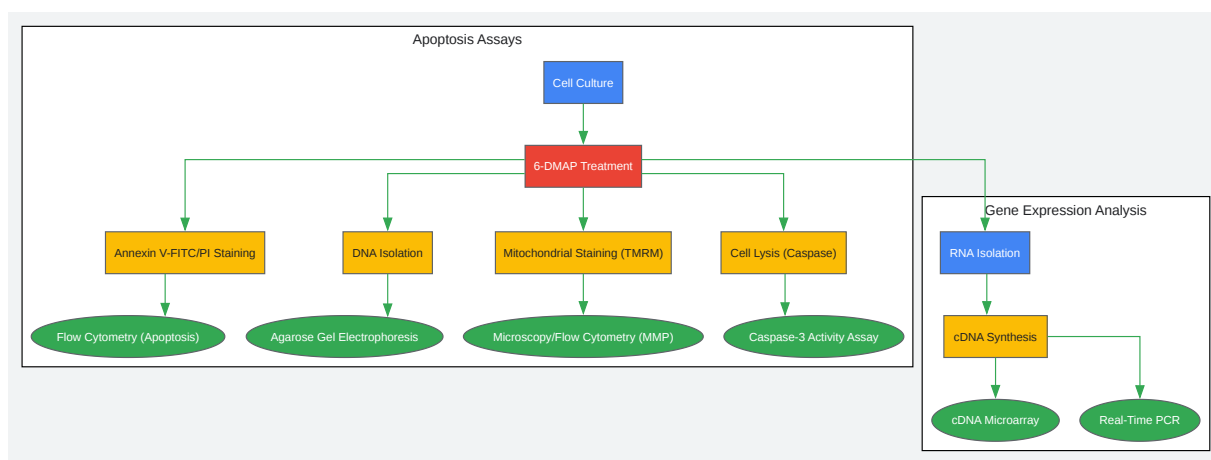 Apoptosis Assays
Cell Culture
6-DMAP Treatment
Gene Expression Analysis
Annexin V-FITC/PI Staining
DNA Isolation
Mitochondrial Staining (TMRM)
Cell Lysis (Caspase)
RNA Isolation
Flow Cytometry (Apoptosis)
Agarose Gel Electrophoresis
Microscopy/Flow Cytometry (MMP)
Caspase-3 Activity Assay
cDNA Synthesis
cDNA Microarray
Real-Time PCR